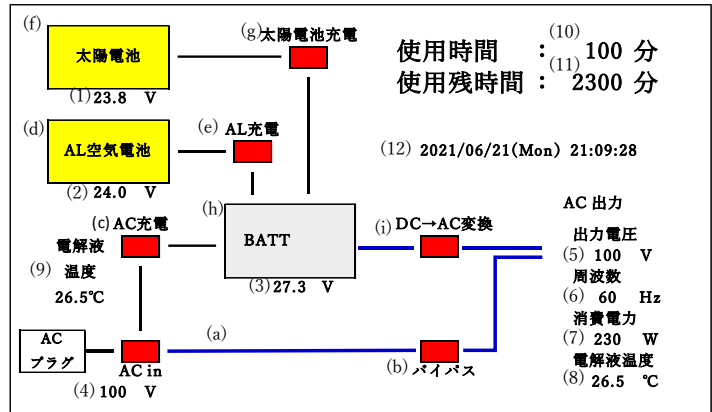 (f)
太陽電池
(1) 23.8 V
(g) 太陽電池充電
使用時間 : (10) 100 分
使用残時間 : (11) 2300 分
(d)
AL空気電池
(2) 24.0 V
(e) AL充電
(12) 2021/06/21(Mon) 21:09:28
(c) AC充電
電解液
(9) 温度
26.5℃
(h)
BATT
(3) 27.3 V
(i) DC→AC変換
AC 出力
出力電圧
(5) 100 V
周波数
(6) 60 Hz
消費電力
(7) 230 W
電解液温度
(8) 26.5 ℃
AC
プラグ
AC in
(4) 100 V
(a)
(b) バイパス